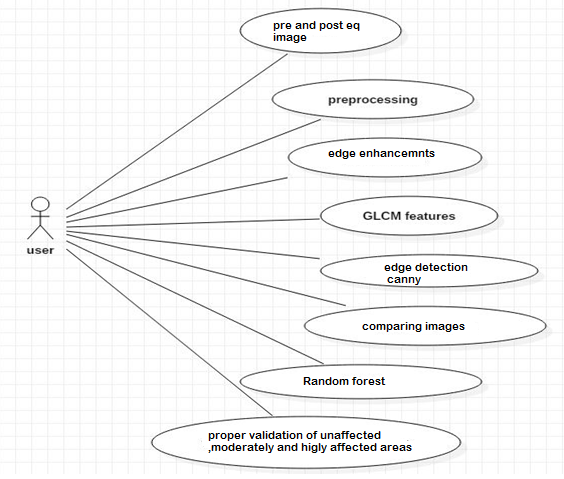 pre and post eq
image
preprocessing
edge enhancemnts
GLCM features
user
edge detection
canny
comparing images
Random forest
proper validation of unaffected
,moderately and higly affected areas